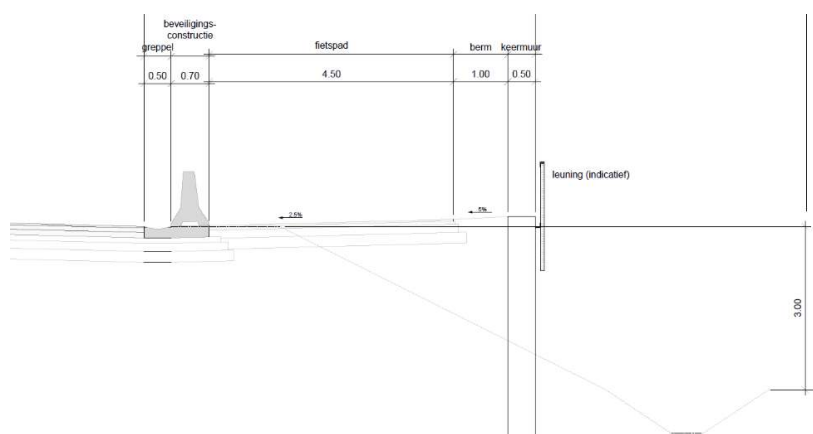 beveiligings-
constructie
greppel
fietspad
berm
keermuur
0.50
0.70
4.50
1.00
0.50
leuning (indicatief)
2.5%
5%
3.00